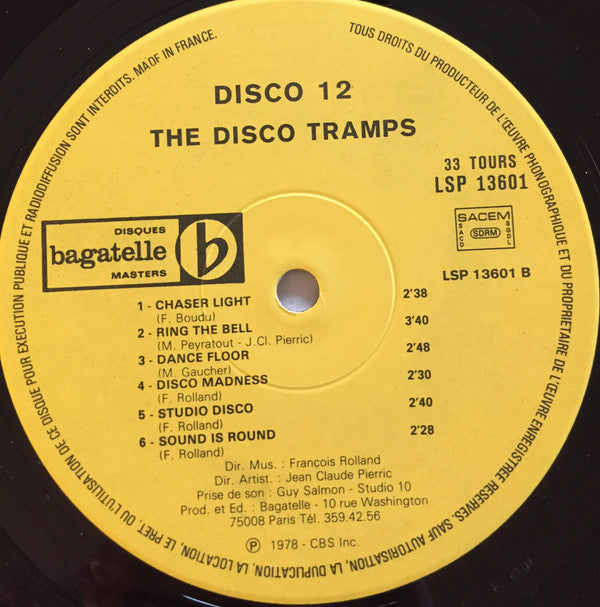 TOUS DROITS DU PRODUCTEUR DE L'ŒUVRE PHONOGRAPHIQUE ET DU PROPRIETAIRE DE L'ŒUVRE ENREGISTREE RESERVES. SAUF AUTORISATION, LA DUPLICATION, LA LOCATION, LE PRET, OU L'UTILISATION DE CE DISQUE POUR EXECUTION PUBLIQUE ET RADIODIFFUSION SONT INTERDITS. MADE IN FRANCE.
DISCO 12
THE DISCO TRAMPS
33 TOURS
LSP 13601
DISQUES
bagatelle b
MASTERS
SACEM
SACD SDRM SGDL
LSP 13601 B
1 - CHASER LIGHT 2'38
(F. Boudu)
2 - RING THE BELL 3'40
(M. Peyratout - J.Cl. Pierric)
3 - DANCE FLOOR 2'48
(M. Gaucher)
4 - DISCO MADNESS 2'30
(F. Rolland)
5 - STUDIO DISCO 2'40
(F. Rolland)
6 - SOUND IS ROUND 2'28
(F. Rolland)
Dir. Mus. : François Rolland
Dir. Artist. : Jean Claude Pierric
Prise de son : Guy Salmon - Studio 10
Prod. et Ed. : Bagatelle - 10 rue Washington
75008 Paris Tél. 359.42.56
Ⓟ 1978 - CBS Inc.